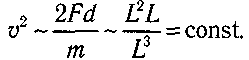 v² ~ 2Fd/m ~ L²L/L³ = const.